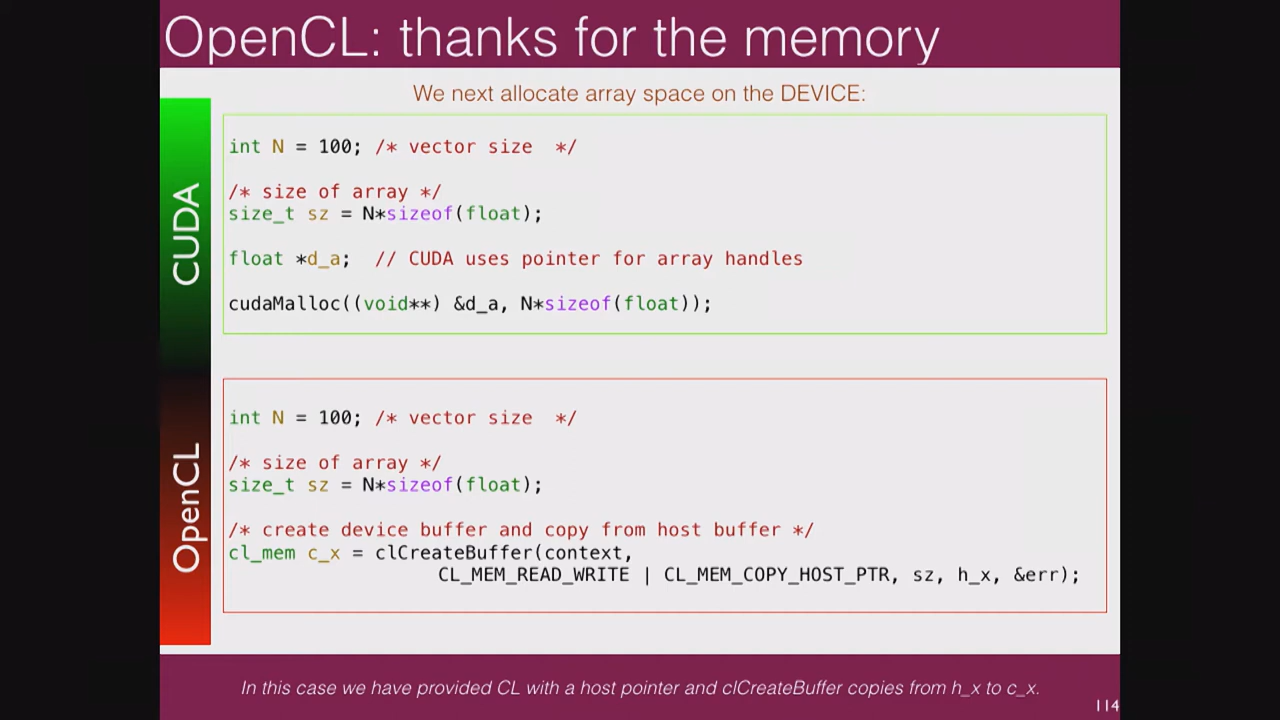 OpenCL: thanks for the memory
We next allocate array space on the DEVICE:
CUDA
int N = 100; /* vector size  */
/* size of array */
size_t sz = N*sizeof(float);
float *d_a;  // CUDA uses pointer for array handles
cudaMalloc((void**) &d_a, N*sizeof(float));
OpenCL
int N = 100; /* vector size  */
/* size of array */
size_t sz = N*sizeof(float);
/* create device buffer and copy from host buffer */
cl_mem c_x = clCreateBuffer(context,
CL_MEM_READ_WRITE | CL_MEM_COPY_HOST_PTR, sz, h_x, &err);
In this case we have provided CL with a host pointer and clCreateBuffer copies from h_x to c_x.
114